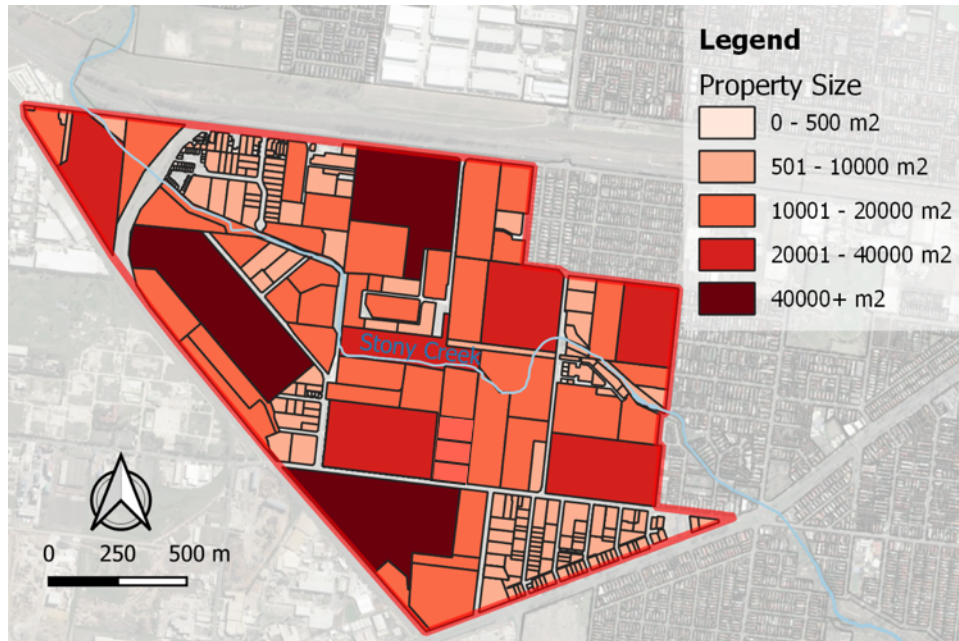 Legend
Property Size
0 - 500 m2
501 - 10000 m2
10001 - 20000 m2
20001 - 40000 m2
40000+ m2
Stony Creek
0 250 500 m